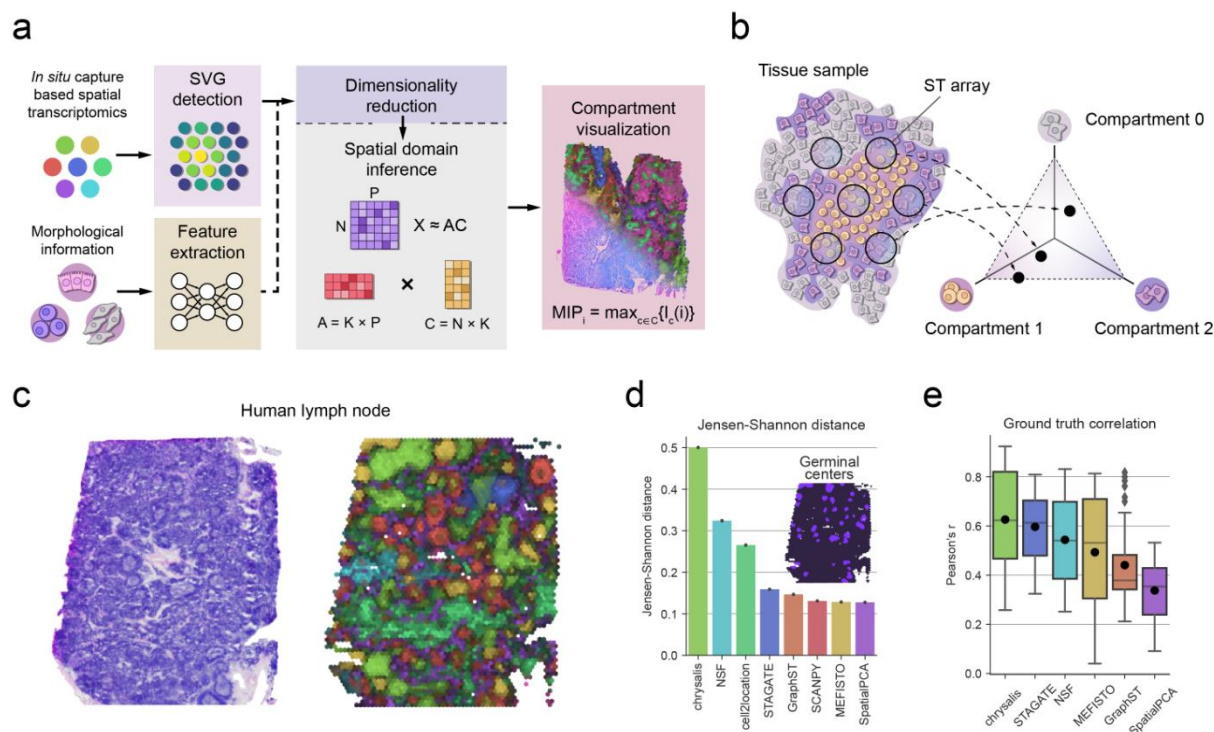 a
In situ capture
based spatial
transcriptomics
SVG
detection
Morphological
information
Feature
extraction
Dimensionality
reduction
Spatial domain
inference
P
N
X ≈ AC
×
A = K × P
C = N × K
Compartment
visualization
MIPᵢ = max_{c∈C}{I_c(i)}
b
Tissue sample
ST array
Compartment 0
Compartment 1
Compartment 2
c
Human lymph node
d
Jensen-Shannon distance
Germinal
centers
Jensen-Shannon distance
0.5
0.4
0.3
0.2
0.1
0.0
chrysalis
NSF
cell2location
STAGATE
GraphST
SCANPY
MEFISTO
SpatialPCA
e
Ground truth correlation
Pearson's r
0.8
0.6
0.4
0.2
0.0
chrysalis
STAGATE
NSF
MEFISTO
GraphST
SpatialPCA